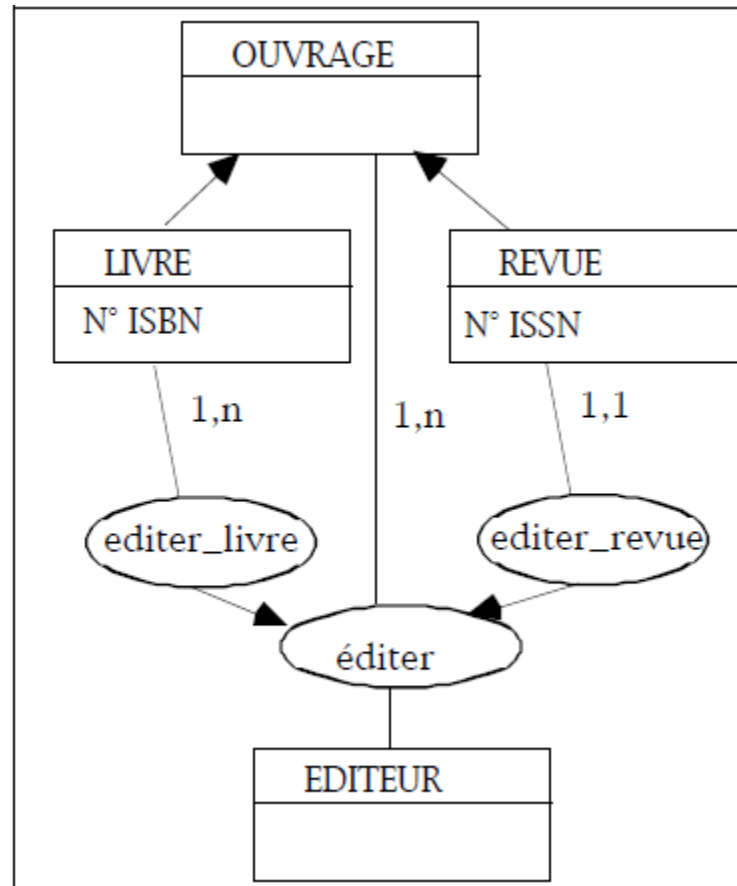 OUVRAGE
LIVRE
N° ISBN
REVUE
N° ISSN
1,n
1,n
1,1
editer_livre
editer_revue
éditer
EDITEUR